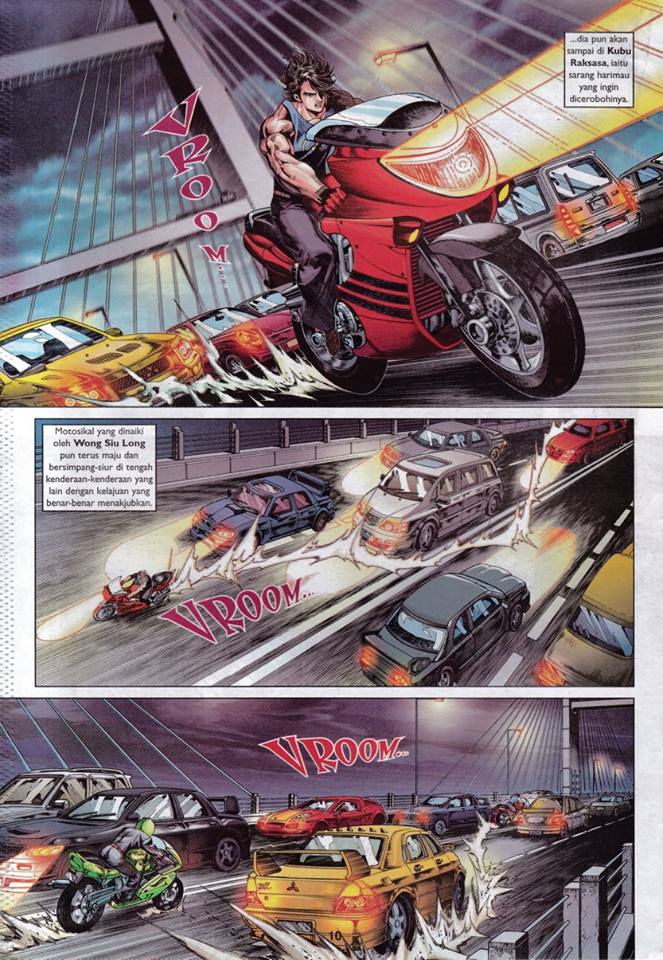 ...dia pun akan
sampai di Kubu
Raksasa, iaitu
sarang harimau
yang ingin
dicerobohinya.
VROOM...
Motosikal yang dinaiki
oleh Wong Siu Long
pun terus maju dan
bersimpang-siur di tengah
kenderaan-kenderaan yang
lain dengan kelajuan yang
benar-benar menakjubkan.
VROOM...
VROOM...
10